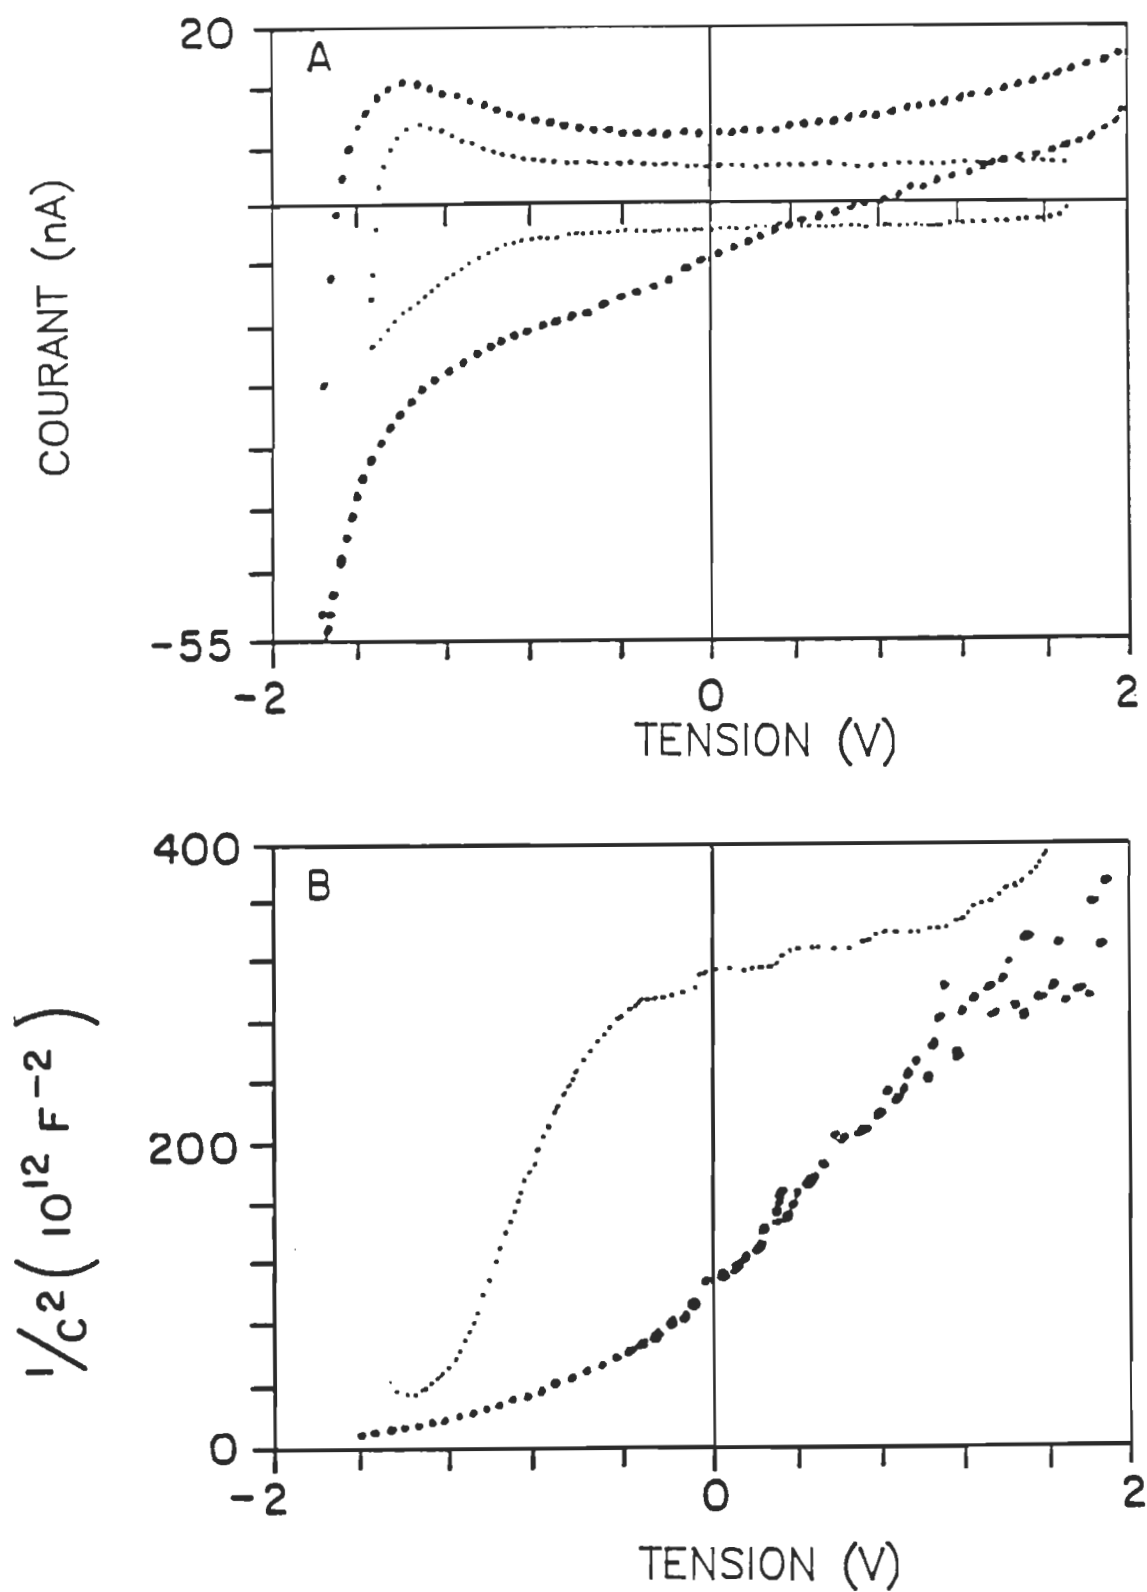 20
A
COURANT (nA)
-55
-2
0
2
TENSION (V)
400
B
1/C² (10¹² F⁻²)
200
0
-2
0
2
TENSION (V)